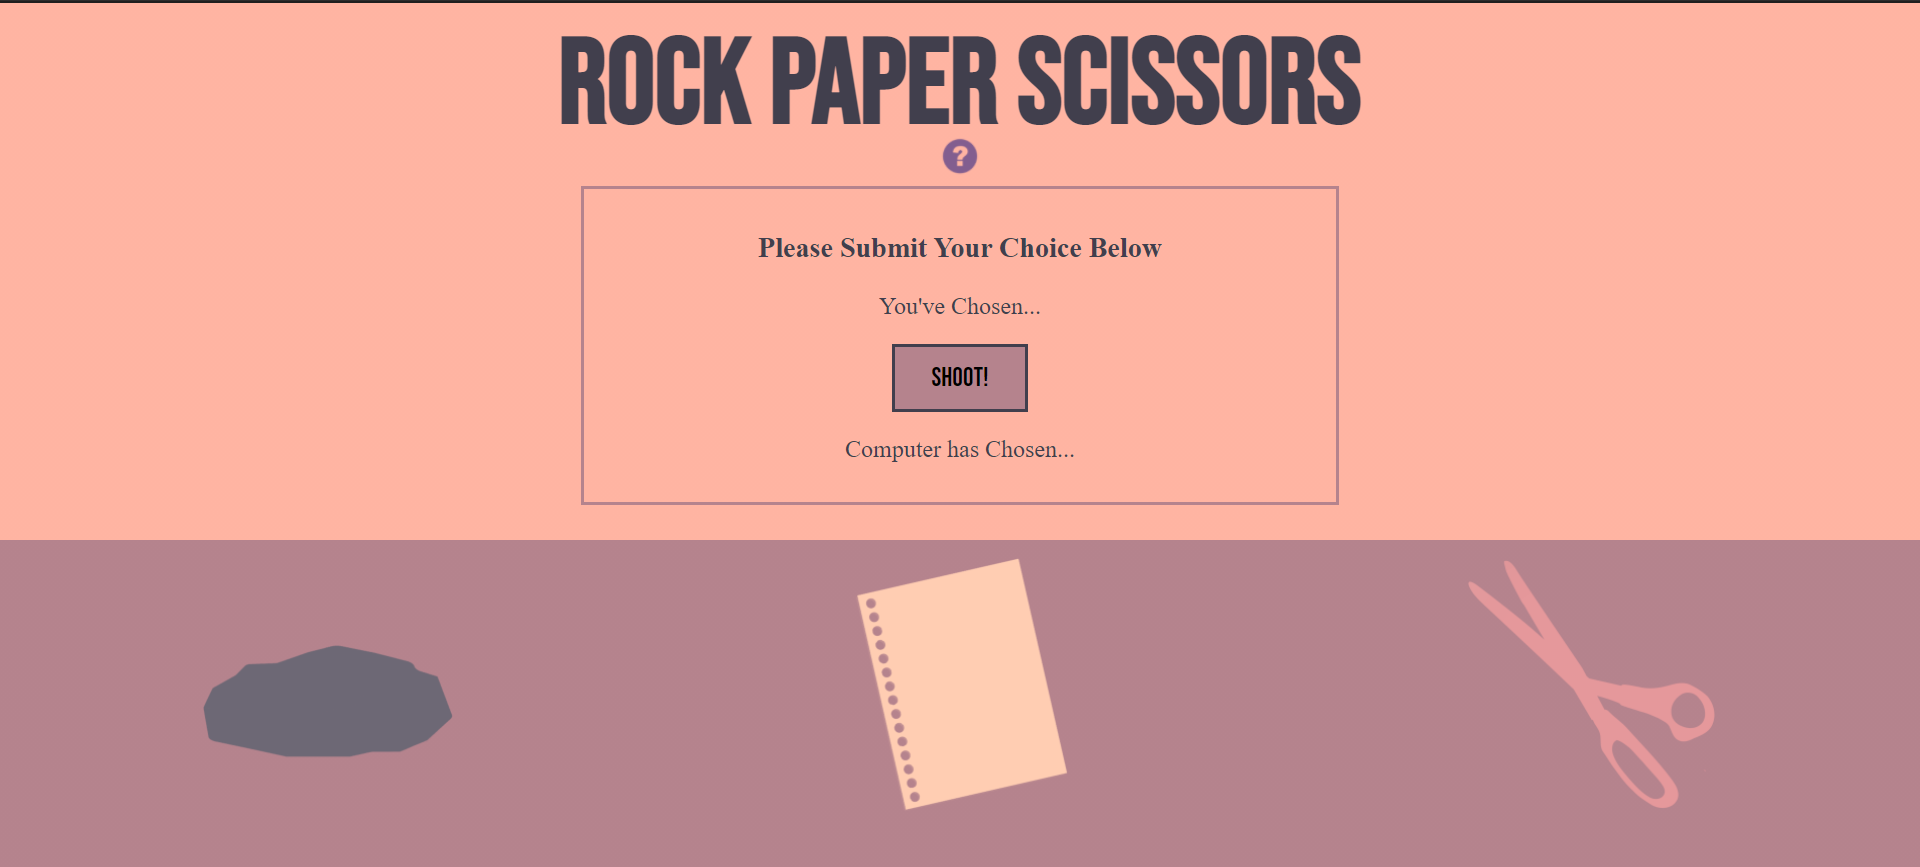 ROCK PAPER SCISSORS
?
Please Submit Your Choice Below
You've Chosen...
SHOOT!
Computer has Chosen...